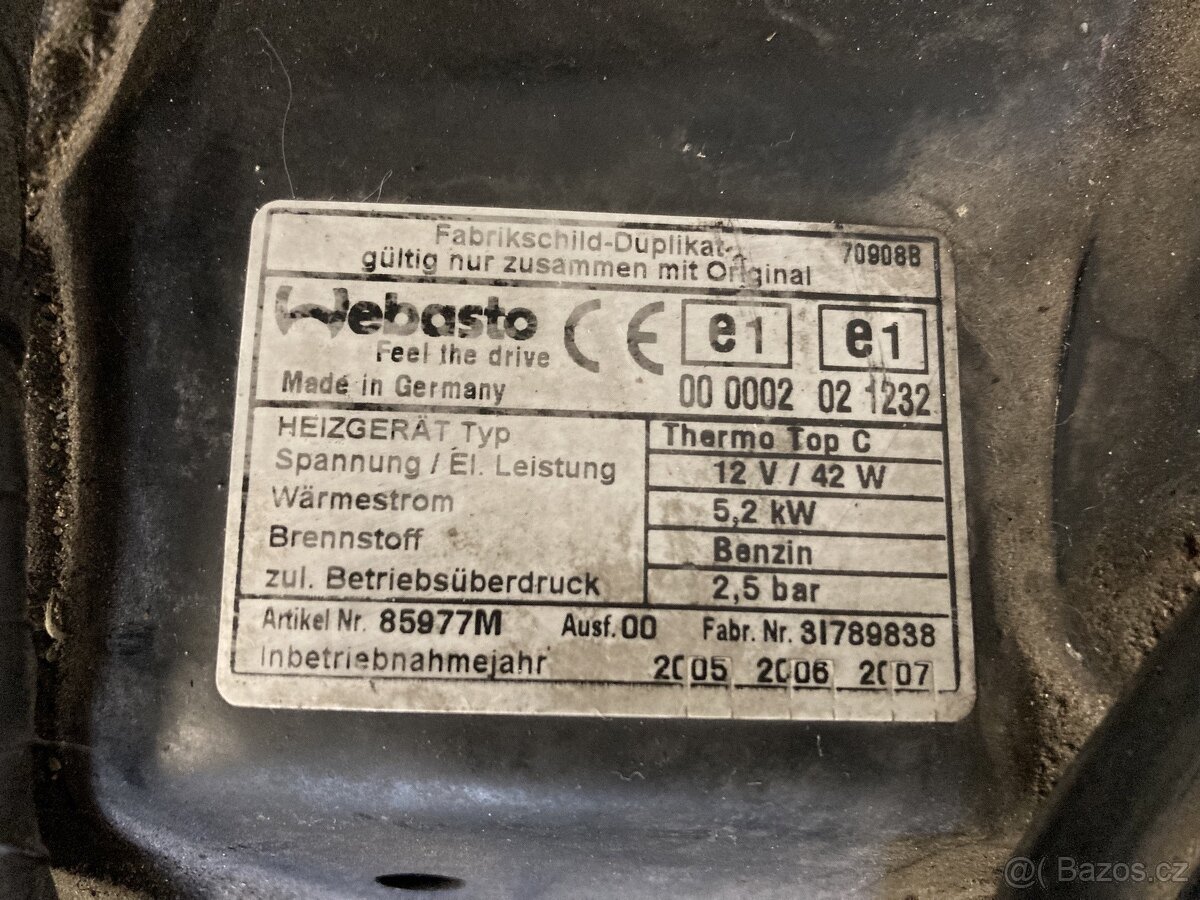 Fabrikschild-Duplikat-
gültig nur zusammen mit Original
70908B
Webasto
Feel the drive
CE
e1
e1
Made in Germany
00 0002
02 1232
HEIZGERÄT Typ
Thermo Top C
Spannung / El. Leistung
12 V / 42 W
Wärmestrom
5,2 kW
Brennstoff
Benzin
zul. Betriebsüberdruck
2,5 bar
Artikel Nr. 85977M Ausf. 00 Fabr. Nr. 3I789838
Inbetriebnahmejahr 2005 2006 2007
@( Bazos.cz